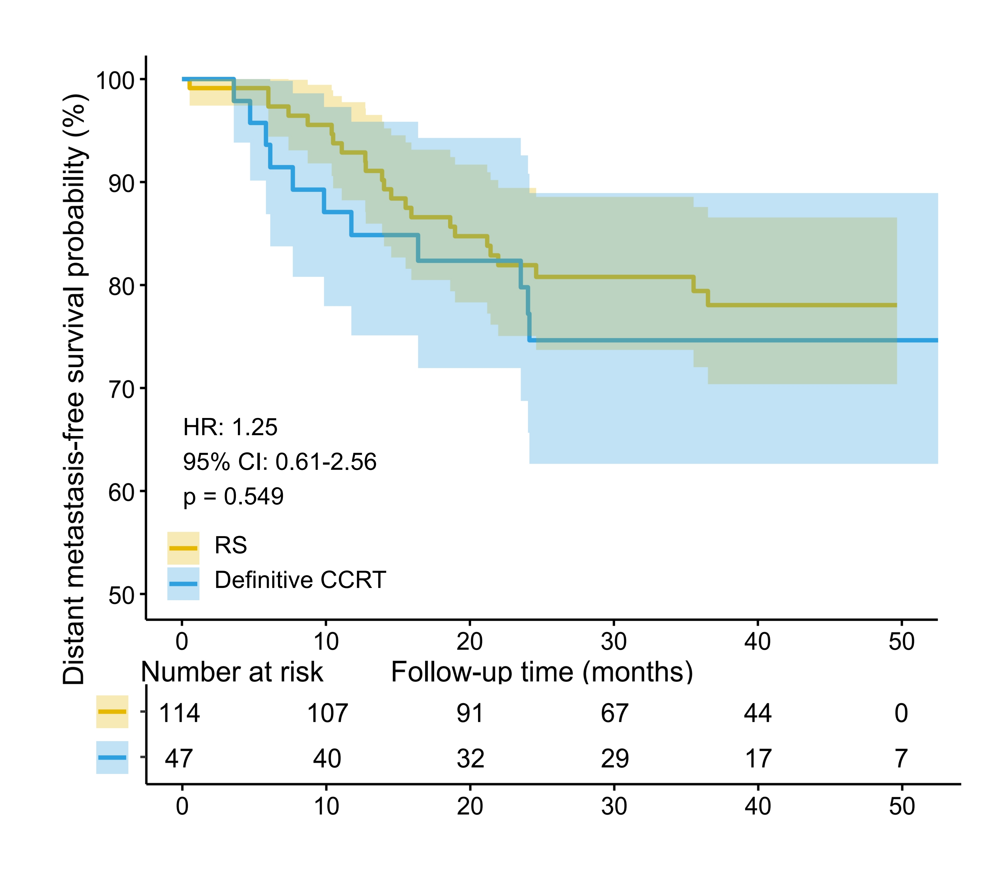 Distant metastasis-free survival probability (%)
100
90
80
70
60
50
HR: 1.25
95% CI: 0.61-2.56
p = 0.549
RS
Definitive CCRT
0 10 20 30 40 50
Number at risk Follow-up time (months)
114 107 91 67 44 0
47 40 32 29 17 7
0 10 20 30 40 50